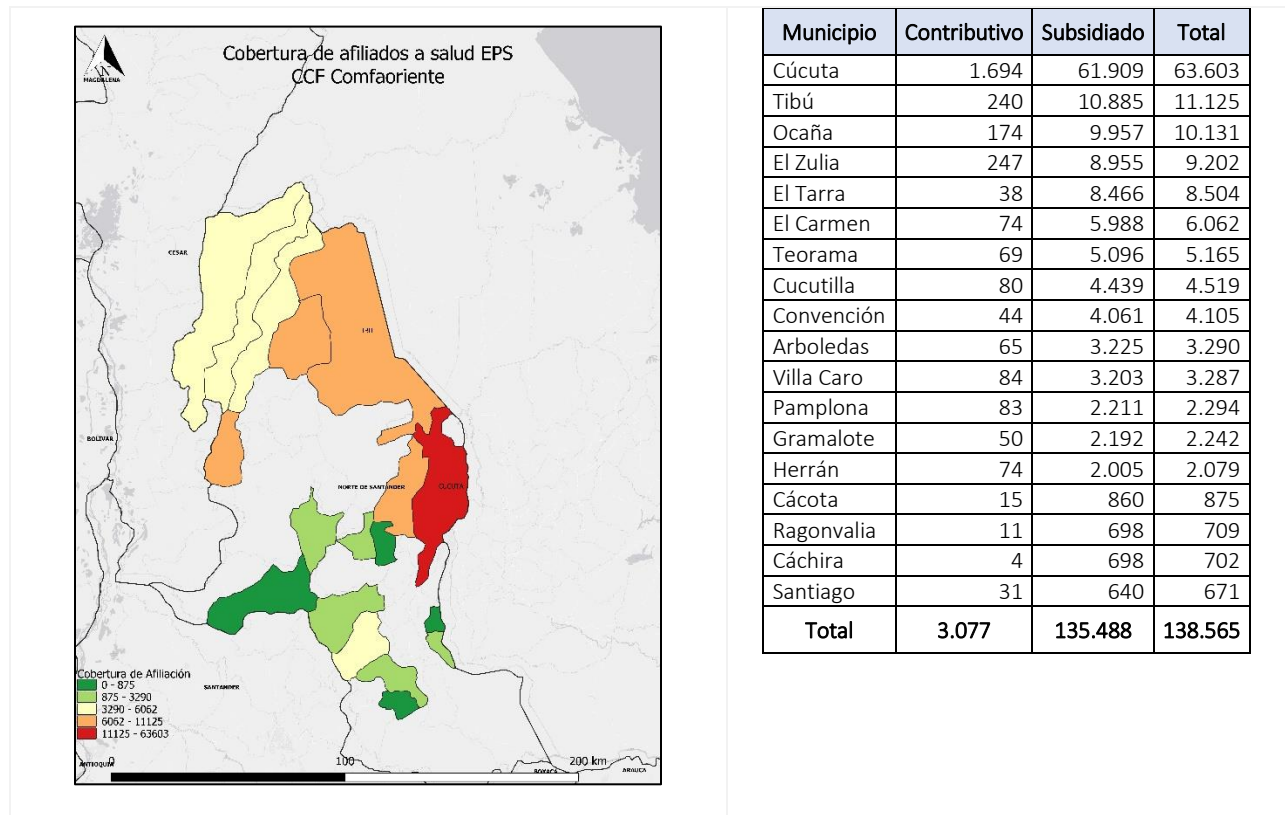 Cobertura de afiliados a salud EPS
CCF Comfaoriente
N
MAGDALENA
CESAR
BOLIVAR
NORTE DE SANTANDER
CUCUTA
SANTANDER
Cobertura de Afiliación
0 - 875
875 - 3290
3290 - 6062
6062 - 11125
11125 - 63603
ANTIOQUIA
0 100 200 km
BOYACA
ARAUCA
Municipio Contributivo Subsidiado Total
Cúcuta 1.694 61.909 63.603
Tibú 240 10.885 11.125
Ocaña 174 9.957 10.131
El Zulia 247 8.955 9.202
El Tarra 38 8.466 8.504
El Carmen 74 5.988 6.062
Teorama 69 5.096 5.165
Cucutilla 80 4.439 4.519
Convención 44 4.061 4.105
Arboledas 65 3.225 3.290
Villa Caro 84 3.203 3.287
Pamplona 83 2.211 2.294
Gramalote 50 2.192 2.242
Herrán 74 2.005 2.079
Cácota 15 860 875
Ragonvalia 11 698 709
Cáchira 4 698 702
Santiago 31 640 671
Total 3.077 135.488 138.565